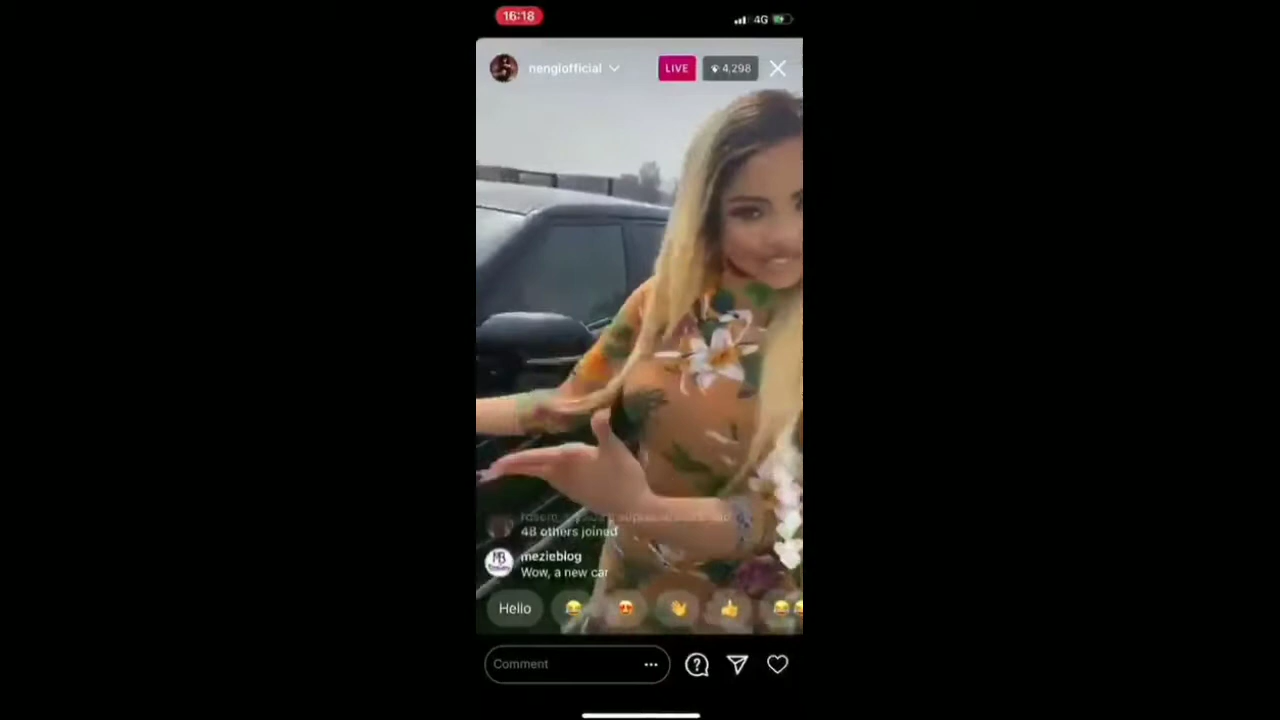 16:18
4G
nengiofficial
LIVE
4,298
48 others joined
mezieblog
Wow, a new car
Hello
Comment